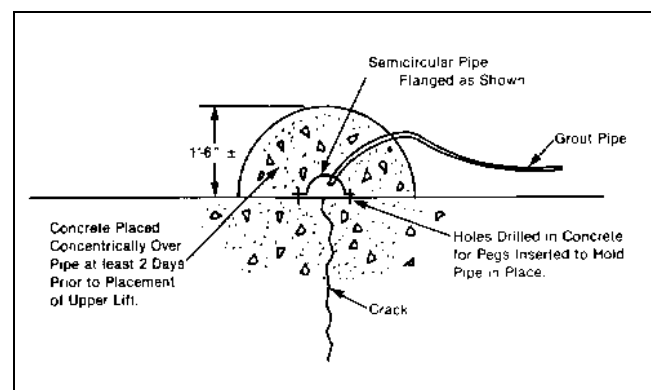 Semicircular Pipe
Flanged as Shown
1'-6" ±
Grout Pipe
Concrete Placed
Concentrically Over
Pipe at least 2 Days
Prior to Placement
of Upper Lift.
Holes Drilled in Concrete
for Pegs Inserted to Hold
Pipe in Place.
Crack